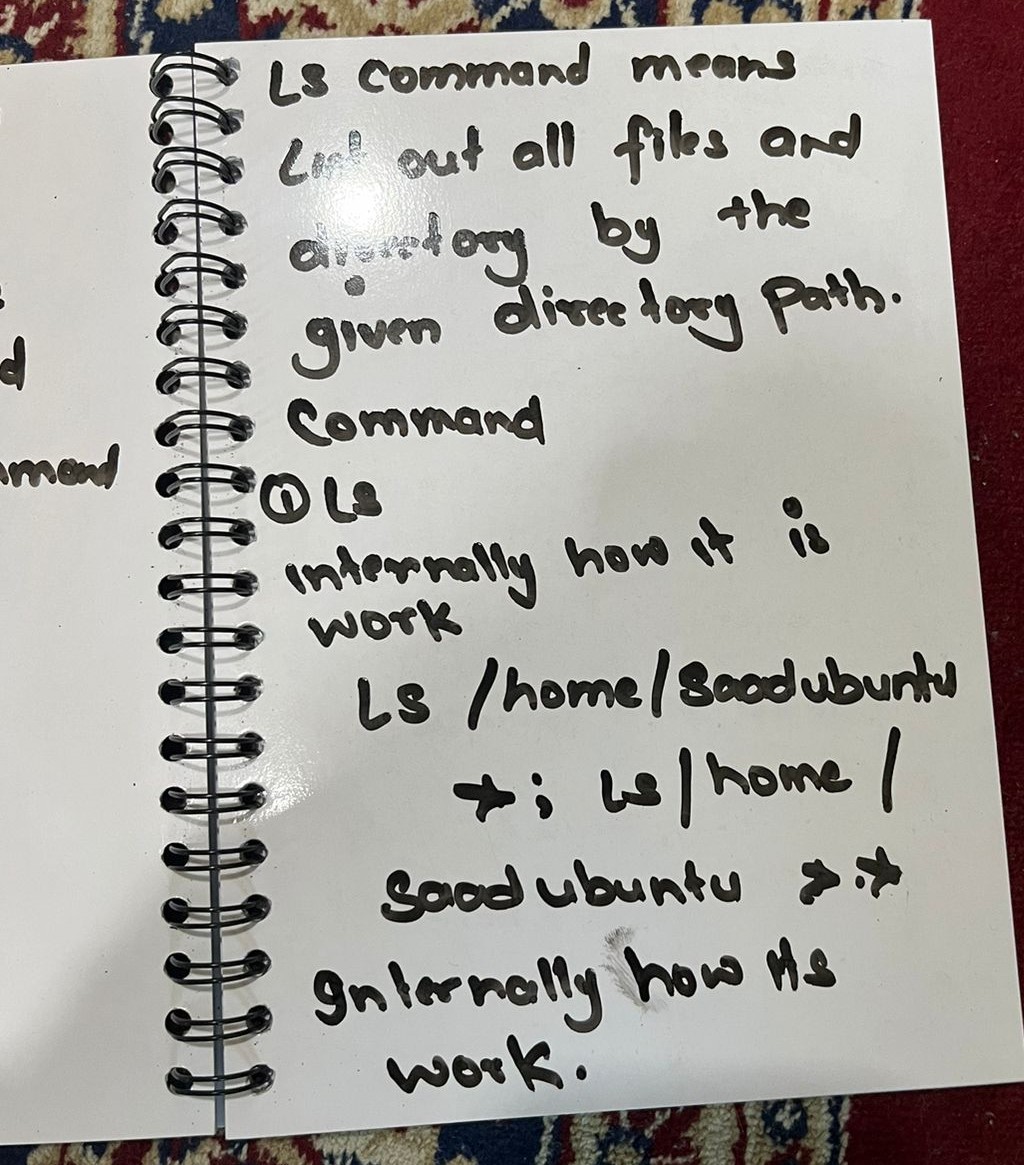 d
mmand
Ls command means
List out all files and
directory by the
given directory path.
Command
① Ls
internally how it is
work
Ls /home/saadubuntu
*; Ls /home/
saadubuntu *.*
Internally how its
work.